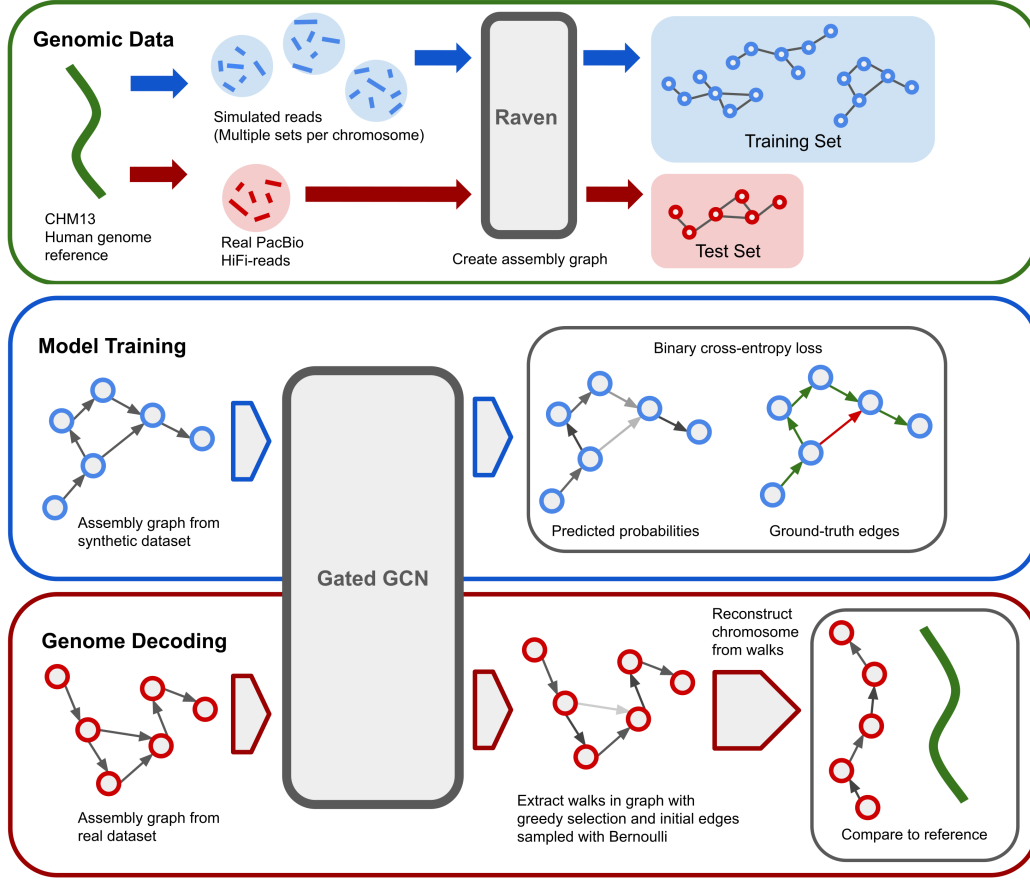 Genomic Data
Simulated reads
(Multiple sets per chromosome)
Raven
Training Set
CHM13
Human genome
reference
Real PacBio
HiFi-reads
Create assembly graph
Test Set
Model Training
Binary cross-entropy loss
Assembly graph from
synthetic dataset
Predicted probabilities
Ground-truth edges
Gated GCN
Genome Decoding
Reconstruct
chromosome
from walks
Assembly graph from
real dataset
Extract walks in graph with
greedy selection and initial edges
sampled with Bernoulli
Compare to reference